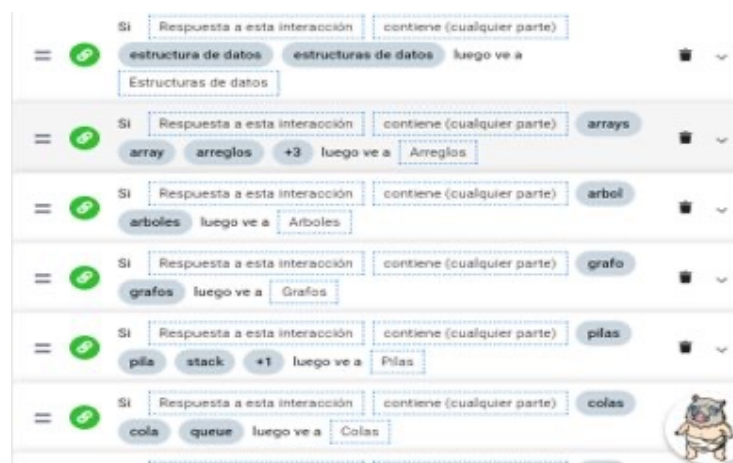 Si Respuesta a esta interacción contiene (cualquier parte)
estructura de datos estructuras de datos luego ve a
Estructuras de datos
Si Respuesta a esta interacción contiene (cualquier parte) arrays
array arreglos +3 luego ve a Arreglos
Si Respuesta a esta interacción contiene (cualquier parte) arbol
arboles luego ve a Arboles
Si Respuesta a esta interacción contiene (cualquier parte) grafo
grafos luego ve a Grafos
Si Respuesta a esta interacción contiene (cualquier parte) pilas
pila stack +1 luego ve a Pilas
Si Respuesta a esta interacción contiene (cualquier parte) colas
cola queue luego ve a Colas